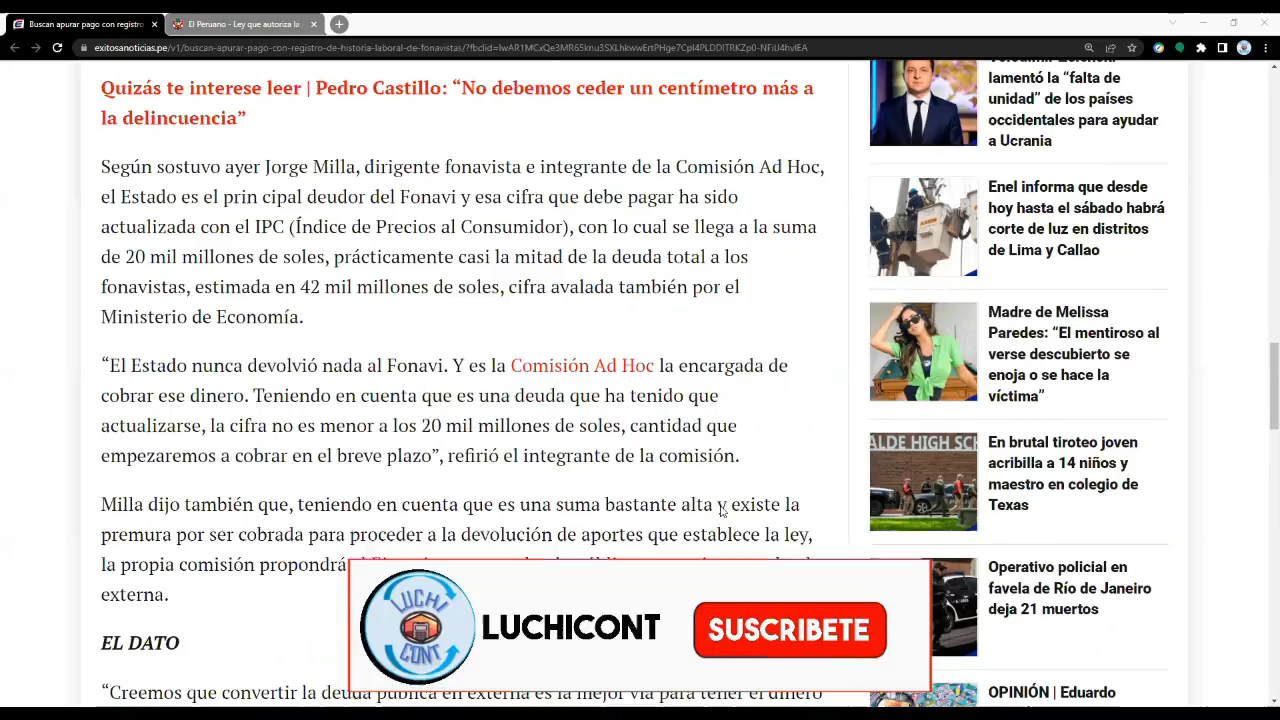 Buscan apurar pago con registro
El Peruano - Ley que autoriza la
exitosanoticias.pe/v1/buscan-apurar-pago-con-registro-de-historia-laboral-de-fonavistas/?fbclid=
Quizás te interese leer | Pedro Castillo: “No debemos ceder un centímetro más a
la delincuencia”
Según sostuvo ayer Jorge Milla, dirigente fonavista e integrante de la Comisión Ad Hoc,
el Estado es el prin cipal deudor del Fonavi y esa cifra que debe pagar ha sido
actualizada con el IPC (Índice de Precios al Consumidor), con lo cual se llega a la suma
de 20 mil millones de soles, prácticamente casi la mitad de la deuda total a los
fonavistas, estimada en 42 mil millones de soles, cifra avalada también por el
Ministerio de Economía.
“El Estado nunca devolvió nada al Fonavi. Y es la Comisión Ad Hoc la encargada de
cobrar ese dinero. Teniendo en cuenta que es una deuda que ha tenido que
actualizarse, la cifra no es menor a los 20 mil millones de soles, cantidad que
empezaremos a cobrar en el breve plazo”, refirió el integrante de la comisión.
Milla dijo también que, teniendo en cuenta que es una suma bastante alta y existe la
premura por ser cobrada para proceder a la devolución de aportes que establece la ley,
la propia comisión propondrá
externa.
EL DATO
“Creemos que convertir la deuda pública en externa es la mejor vía para tener el dinero
lamentó la “falta de
unidad” de los países
occidentales para ayudar
a Ucrania
Enel informa que desde
hoy hasta el sábado habrá
corte de luz en distritos
de Lima y Callao
Madre de Melissa
Paredes: “El mentiroso al
verse descubierto se
enoja o se hace la
víctima”
ALDE HIGH SCH
En brutal tiroteo joven
acribilla a 14 niños y
maestro en colegio de
Texas
Operativo policial en
favela de Río de Janeiro
deja 21 muertos
OPINIÓN | Eduardo
LUCHI
CONT
LUCHICONT
SUSCRIBETE